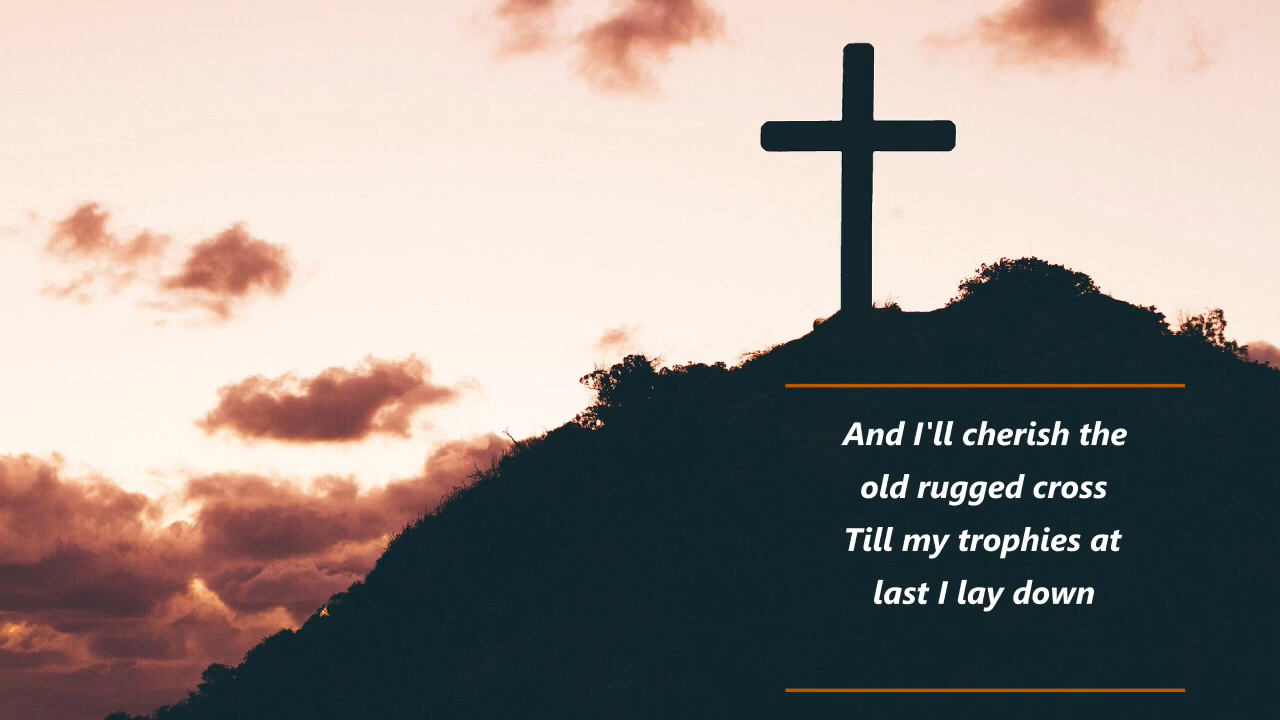 And I'll cherish the
old rugged cross
Till my trophies at
last I lay down